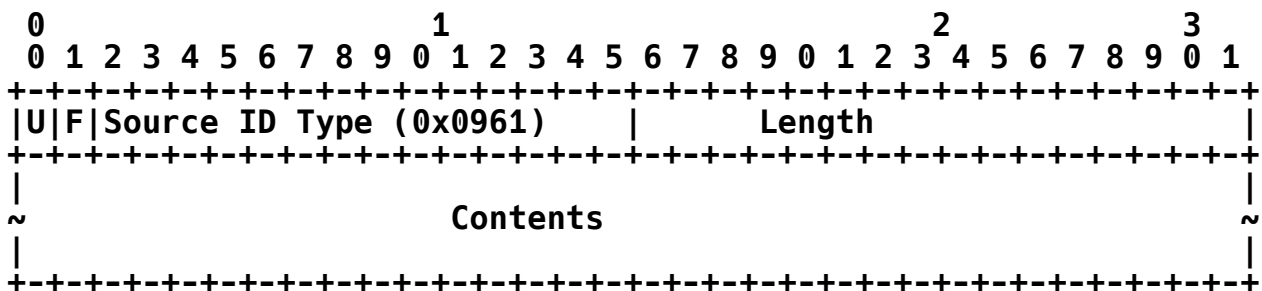 0                   1                         2            3
 0 1 2 3 4 5 6 7 8 9 0 1 2 3 4 5 6 7 8 9 0 1 2 3 4 5 6 7 8 9 0 1
+-+-+-+-+-+-+-+-+-+-+-+-+-+-+-+-+-+-+-+-+-+-+-+-+-+-+-+-+-+-+-+-+
|U|F|Source ID Type (0x0961)    |      Length                   |
+-+-+-+-+-+-+-+-+-+-+-+-+-+-+-+-+-+-+-+-+-+-+-+-+-+-+-+-+-+-+-+-+
|                                                               |
~                      Contents                                 ~
|                                                               |
+-+-+-+-+-+-+-+-+-+-+-+-+-+-+-+-+-+-+-+-+-+-+-+-+-+-+-+-+-+-+-+-+